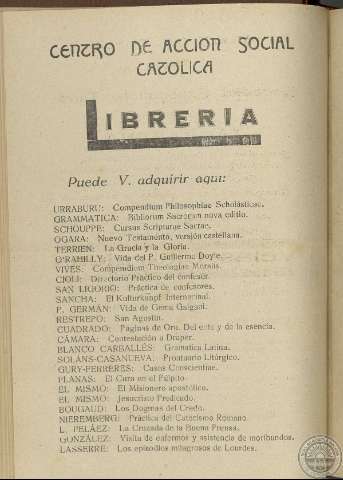 CENTRO DE ACCION SOCIAL
CATOLICA
LIBRERIA
Puede V. adquirir aquí:
URRABURU: Compendium Philosophiae Scholasticae.
GRAMMATICA: Bibliorum Sacrorum nova editio.
SCHOUPPE: Cursus Scripturae Sacrae.
OGARA: Nuevo Testamento, versión castellana.
TERRIEN: La Gracia y la Gloria.
O'RAHILLY: Vida del P. Guillermo Doyle.
VIVES: Compendium Theologiae Moralis.
CIOLI: Directorio Práctico del confesor.
SAN LIGORIO: Práctica de confesores.
SANCHA: El Kulturkampf Internacional.
P. GERMÁN: Vida de Gema Galgani.
RESTREPO: San Agustín.
CUADRADO: Páginas de Oro. Del ente y de la esencia.
CÁMARA: Contestación a Draper.
BLANCO CARBALLÉS: Gramática Latina.
SOLÁNS-CASANUEVA: Prontuario Litúrgico.
GURY-FERRERES: Casus Conscientiae.
PLANAS: El Cura en el Púlpito.
EL MISMO: El Misionero apostólico.
EL MISMO: Jesucristo Predicado.
BOUGAUD: Los Dogmas del Credo.
NIEREMBERG: Práctica del Catecismo Romano.
L. PELÁEZ: La Cruzada de la Buena Prensa.
GONZÁLEZ: Visita de enfermos y asistencia de moribundos.
LASSERRE: Los episodios milagrosos de Lourdes.